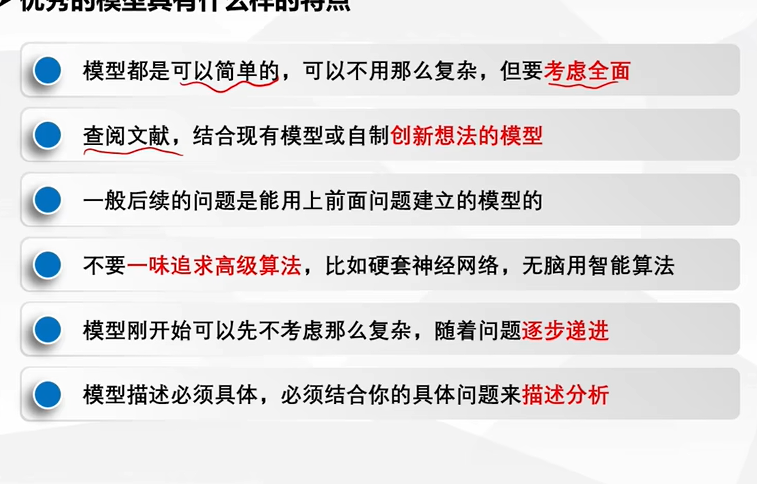 优秀的模型具有什么样的特点
模型都是可以简单的，可以不用那么复杂，但要考虑全面
查阅文献，结合现有模型或自制创新想法的模型
一般后续的问题是能用上前面问题建立的模型的
不要一味追求高级算法，比如硬套神经网络，无脑用智能算法
模型刚开始可以先不考虑那么复杂，随着问题逐步递进
模型描述必须具体，必须结合你的具体问题来描述分析